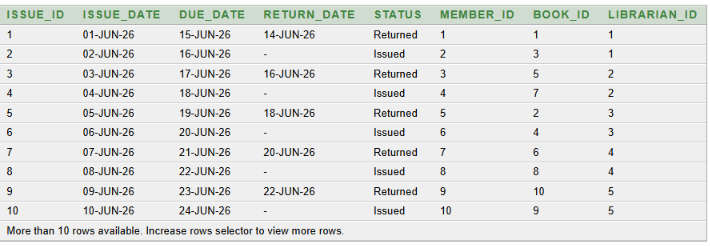 ISSUE_ID ISSUE_DATE DUE_DATE RETURN_DATE STATUS MEMBER_ID BOOK_ID LIBRARIAN_ID
1 01-JUN-26 15-JUN-26 14-JUN-26 Returned 1 1 1
2 02-JUN-26 16-JUN-26 - Issued 2 3 1
3 03-JUN-26 17-JUN-26 16-JUN-26 Returned 3 5 2
4 04-JUN-26 18-JUN-26 - Issued 4 7 2
5 05-JUN-26 19-JUN-26 18-JUN-26 Returned 5 2 3
6 06-JUN-26 20-JUN-26 - Issued 6 4 3
7 07-JUN-26 21-JUN-26 20-JUN-26 Returned 7 6 4
8 08-JUN-26 22-JUN-26 - Issued 8 8 4
9 09-JUN-26 23-JUN-26 22-JUN-26 Returned 9 10 5
10 10-JUN-26 24-JUN-26 - Issued 10 9 5
More than 10 rows available. Increase rows selector to view more rows.